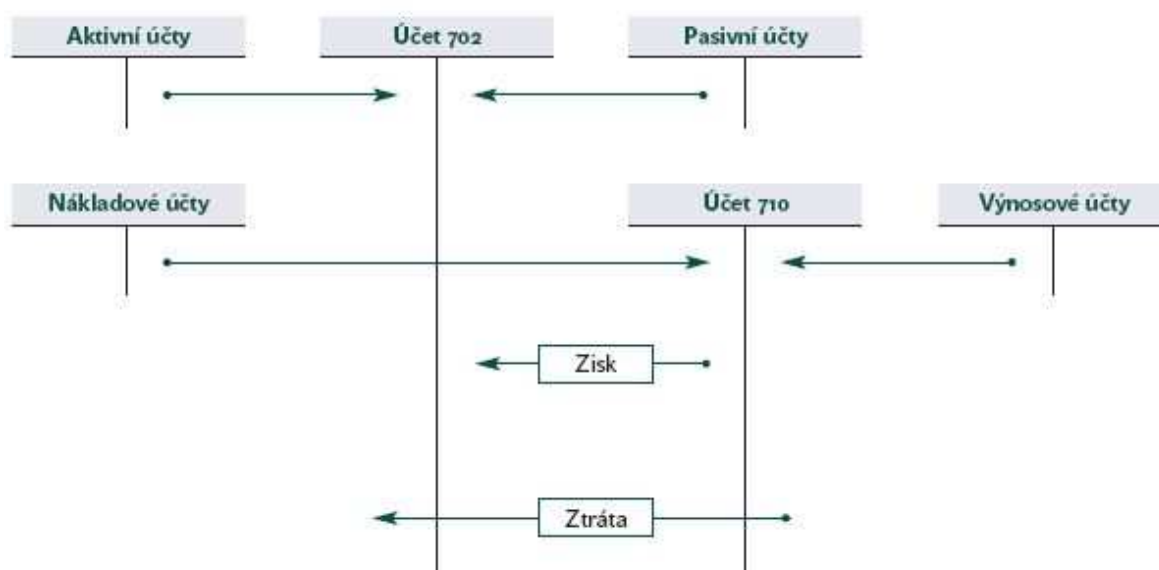 Aktivní účty
Účet 702
Pasivní účty
Nákladové účty
Účet 710
Výnosové účty
Zisk
Ztráta